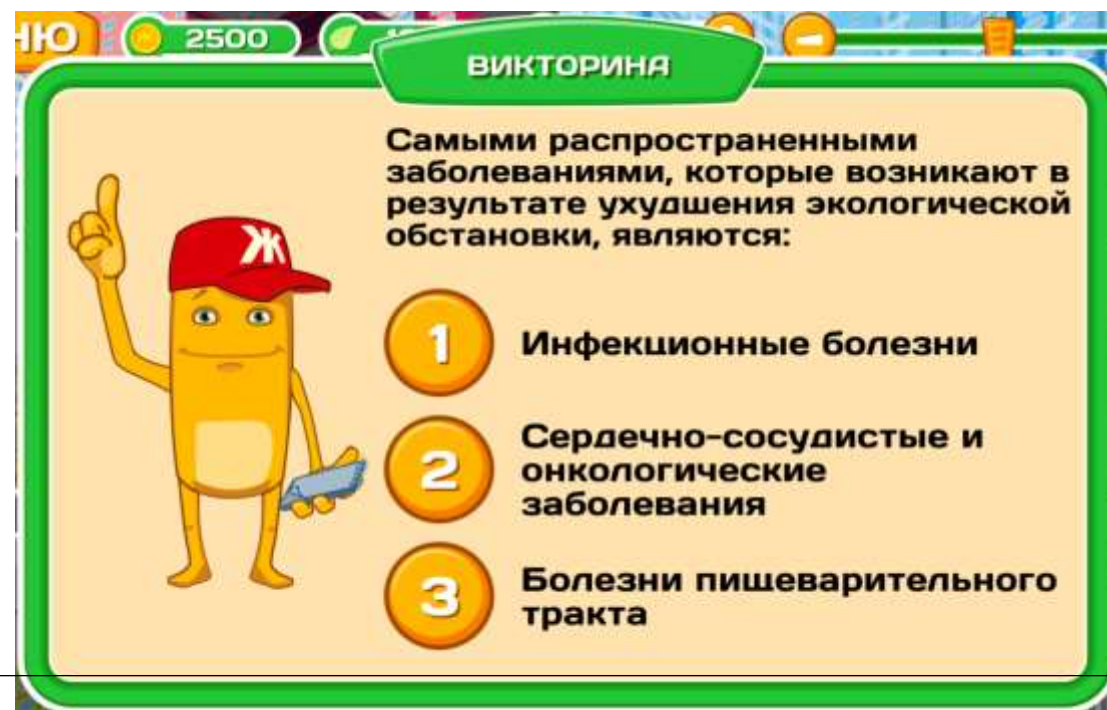 НЮ
2500
ВИКТОРИНА
Самыми распространенными
заболеваниями, которые возникают в
результате ухудшения экологической
обстановки, являются:
Ж
1 Инфекционные болезни
2 Сердечно-сосудистые и
онкологические
заболевания
3 Болезни пищеварительного
тракта